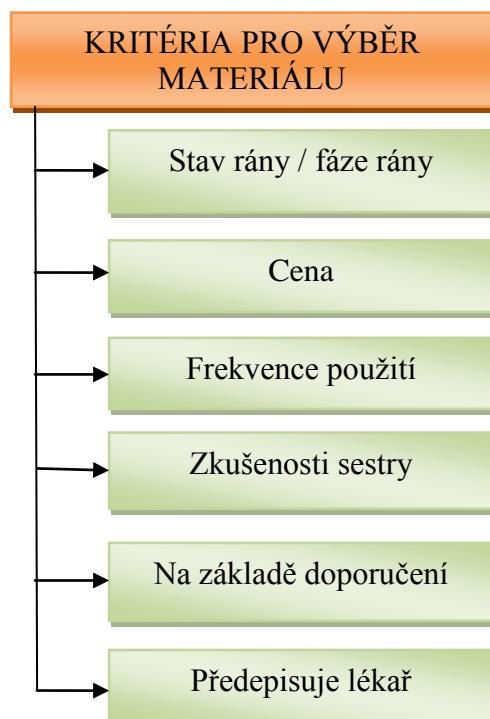 KRITÉRIA PRO VÝBĚR
MATERIÁLU
Stav rány / fáze rány
Cena
Frekvence použití
Zkušenosti sestry
Na základě doporučení
Předepisuje lékař